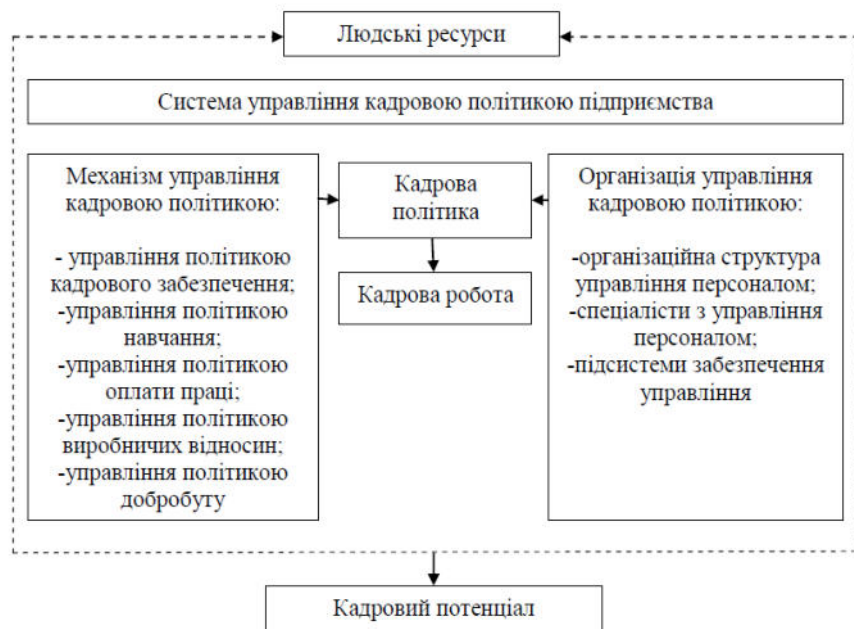 Людські ресурси
Система управління кадровою політикою підприємства
Механізм управління
кадровою політикою:
- управління політикою
кадрового забезпечення;
-управління політикою
навчання;
-управління політикою
оплати праці;
-управління політикою
виробничих відносин;
-управління політикою
добробуту
Кадрова
політика
Кадрова робота
Організація управління
кадровою політикою:
-організаційна структура
управління персоналом;
-спеціалісти з управління
персоналом;
-підсистеми забезпечення
управління
Кадровий потенціал